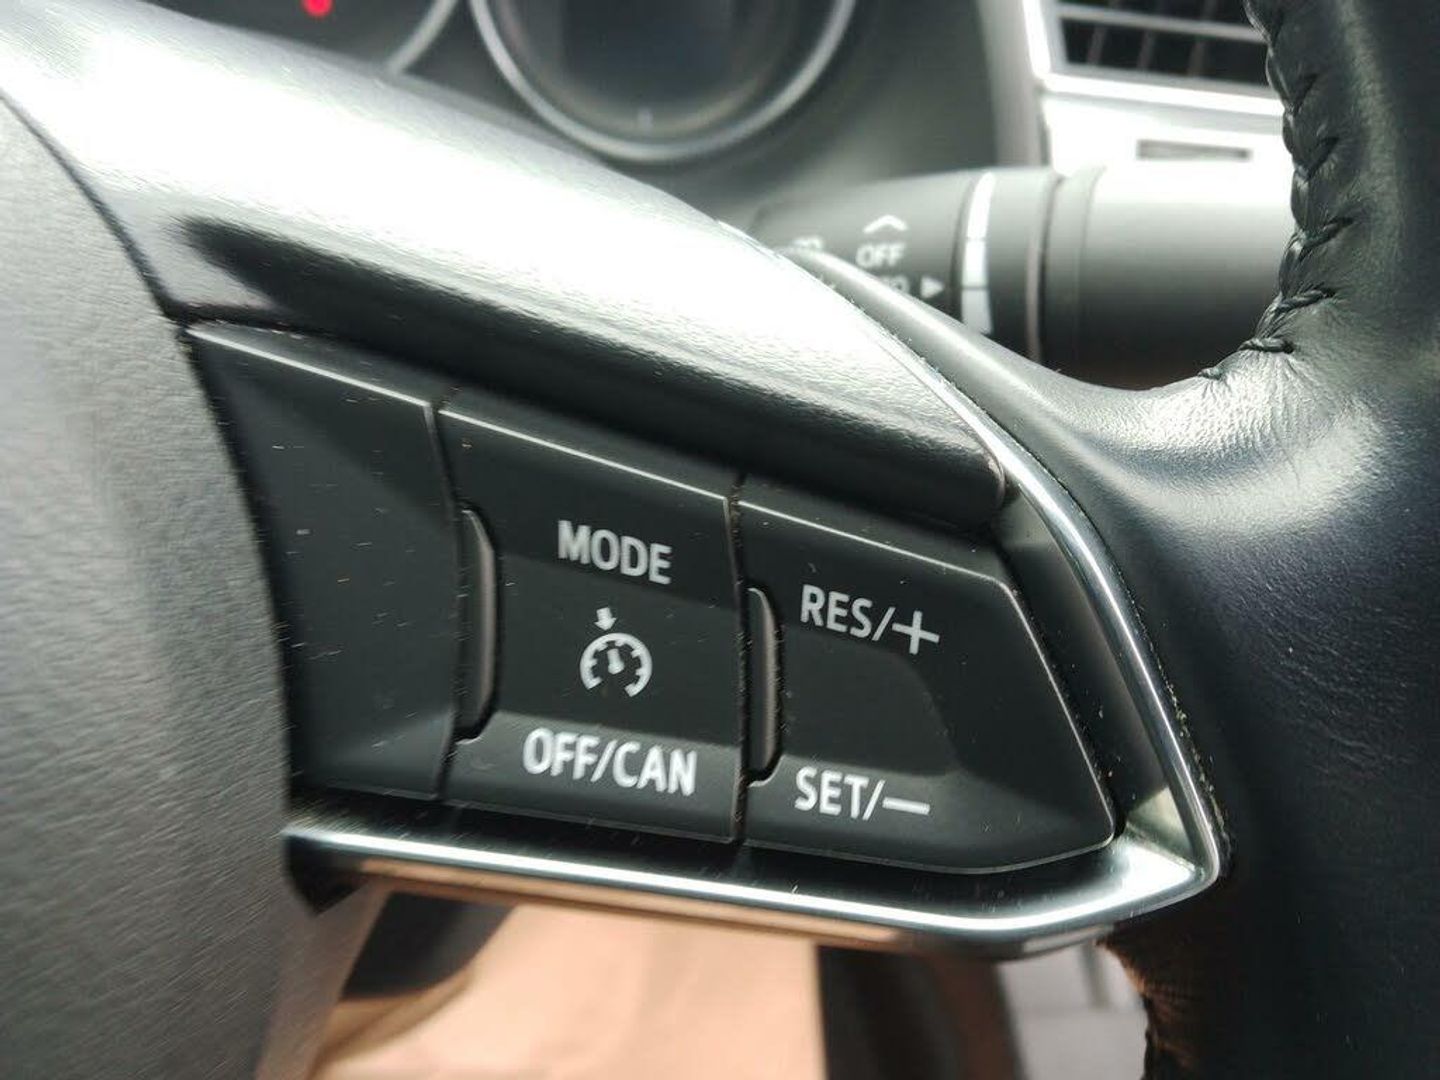 OFF
MODE
RES/+
OFF/CAN
SET/−